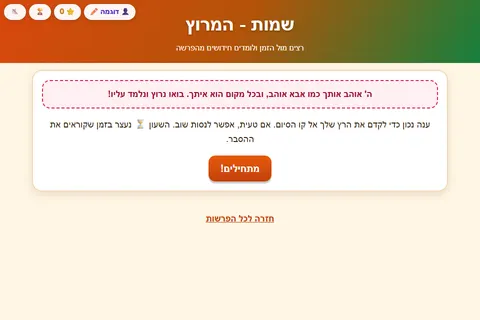 דוגמה
0
שמות - המרוץ
רצים מול הזמן ולומדים חידושים מהפרשה
ה' אוהב אותך כמו אבא אוהב, ובכל מקום הוא איתך. בואו נרוץ ונלמד עליו!
ענה נכון כדי לקדם את הרץ שלך אל קו הסיום. אם טעית, אפשר לנסות שוב. השעון ⏳ נעצר בזמן שקוראים את
ההסבר.
מתחילים!
חזרה לכל הפרשות